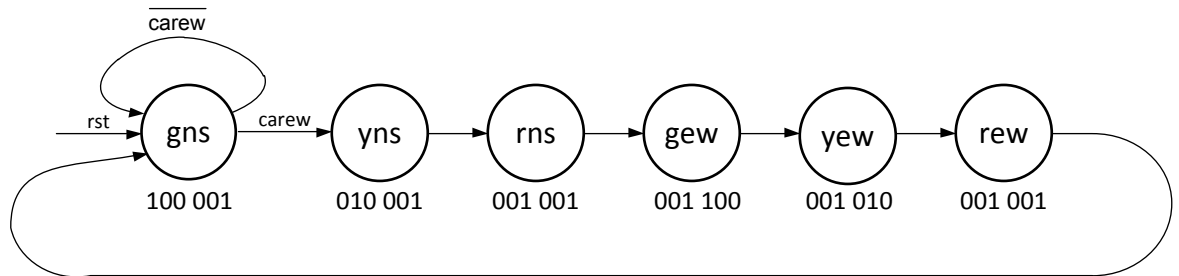 carew
rst
gns
carew
yns
rns
gew
yew
rew
100 001
010 001
001 001
001 100
001 010
001 001